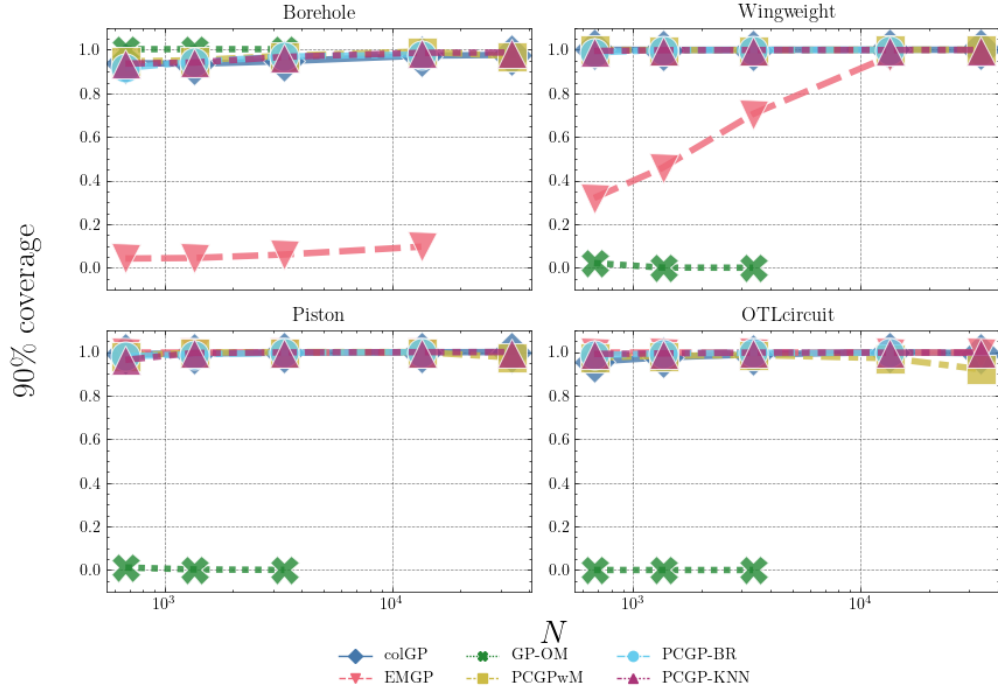 Borehole
Wingweight
1.0
0.8
0.6
0.4
0.2
0.0
1.0
0.8
0.6
0.4
0.2
0.0
90% coverage
Piston
OTLcircuit
1.0
0.8
0.6
0.4
0.2
0.0
10³
10⁴
1.0
0.8
0.6
0.4
0.2
0.0
10³
10⁴
N
colGP
GP-OM
PCGP-BR
EMGP
PCGPwM
PCGP-KNN